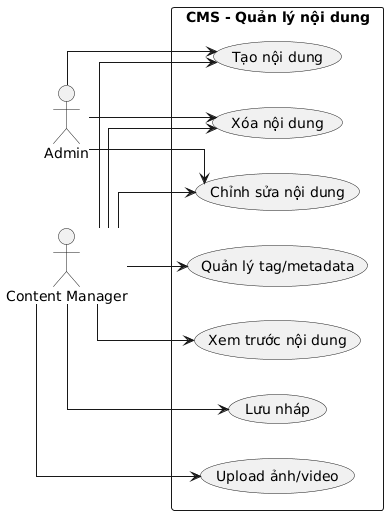 CMS - Quản lý nội dung
Tạo nội dung
Xóa nội dung
Admin
Chỉnh sửa nội dung
Quản lý tag/metadata
Content Manager
Xem trước nội dung
Lưu nháp
Upload ảnh/video